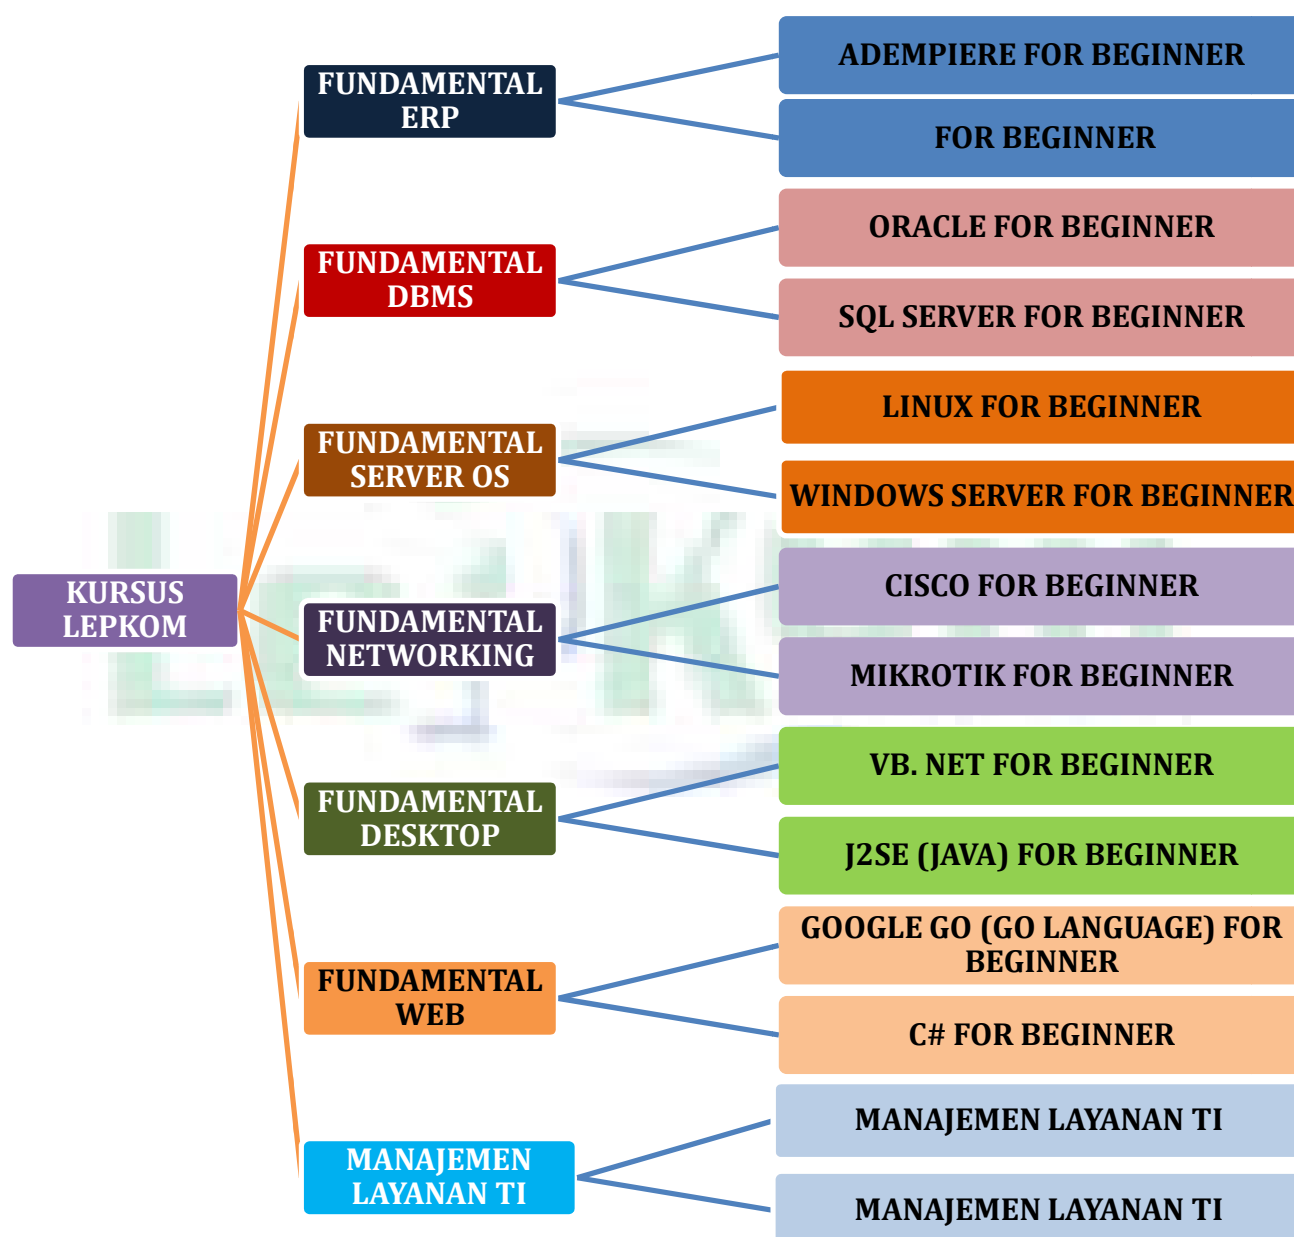 KURSUS
LEPKOM
FUNDAMENTAL
ERP
ADEMPIERE FOR BEGINNER
FOR BEGINNER
FUNDAMENTAL
DBMS
ORACLE FOR BEGINNER
SQL SERVER FOR BEGINNER
FUNDAMENTAL
SERVER OS
LINUX FOR BEGINNER
WINDOWS SERVER FOR BEGINNER
FUNDAMENTAL
NETWORKING
CISCO FOR BEGINNER
MIKROTIK FOR BEGINNER
FUNDAMENTAL
DESKTOP
VB. NET FOR BEGINNER
J2SE (JAVA) FOR BEGINNER
FUNDAMENTAL
WEB
GOOGLE GO (GO LANGUAGE) FOR
BEGINNER
C# FOR BEGINNER
MANAJEMEN
LAYANAN TI
MANAJEMEN LAYANAN TI
MANAJEMEN LAYANAN TI